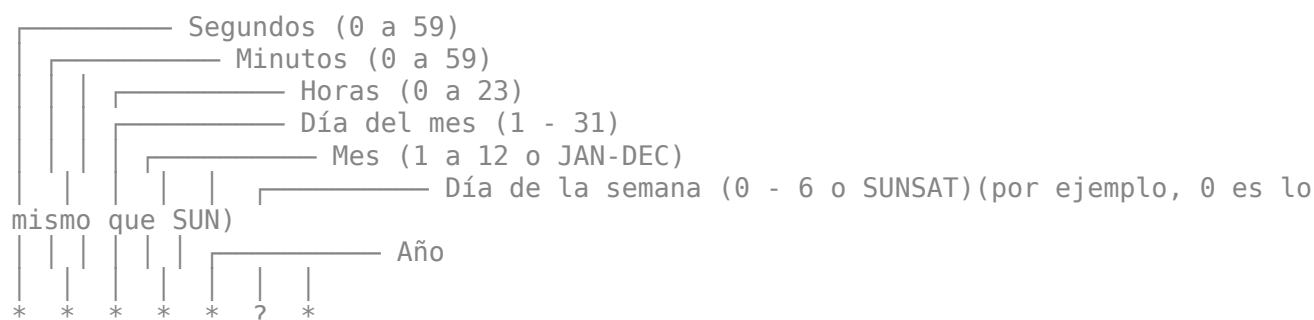 ┌────────── Segundos (0 a 59)
│ ┌────────── Minutos (0 a 59)
│ │ │ ┌────────── Horas (0 a 23)
│ │ │ ┌────────── Día del mes (1 - 31)
│ │ │ │ ┌────────── Mes (1 a 12 o JAN-DEC)
│ │ │ │ │ ┌────────── Día de la semana (0 - 6 o SUNSAT)(por ejemplo, 0 es lo
mismo que SUN)
│ │ │ │ │ │ ┌────────── Año
│ │ │ │ │ │ │
* * * * * ? *